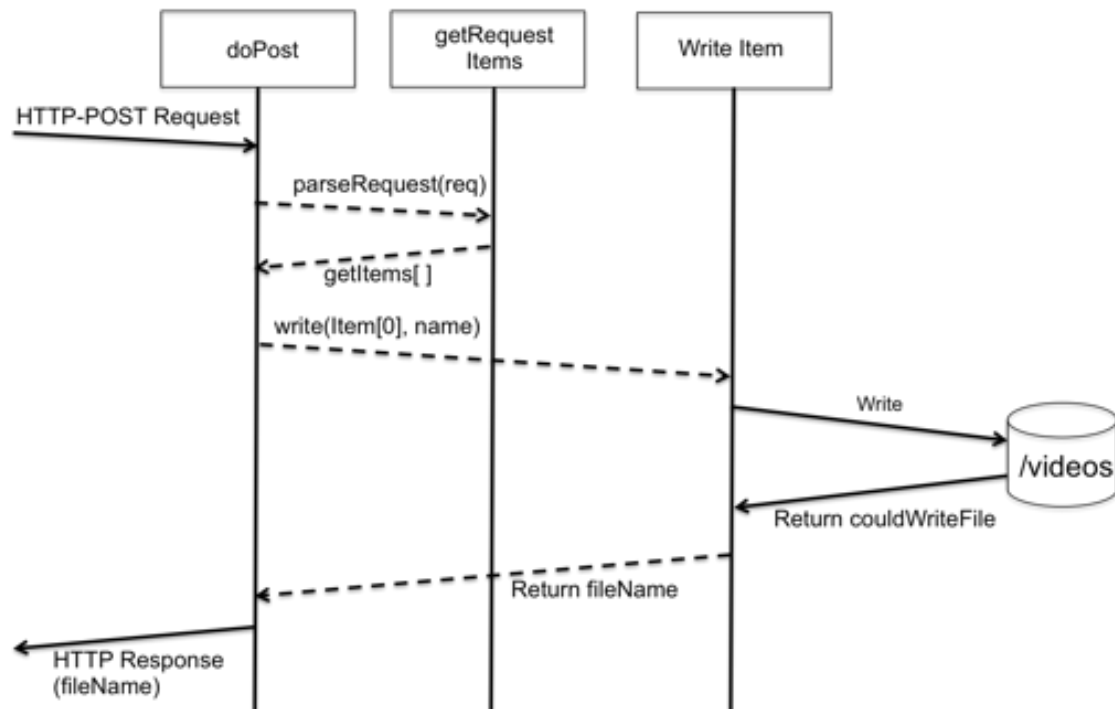 doPost
getRequest
Items
Write Item
HTTP-POST Request
parseRequest(req)
getItems[ ]
write(Item[0], name)
Write
/videos
Return couldWriteFile
Return fileName
HTTP Response
(fileName)